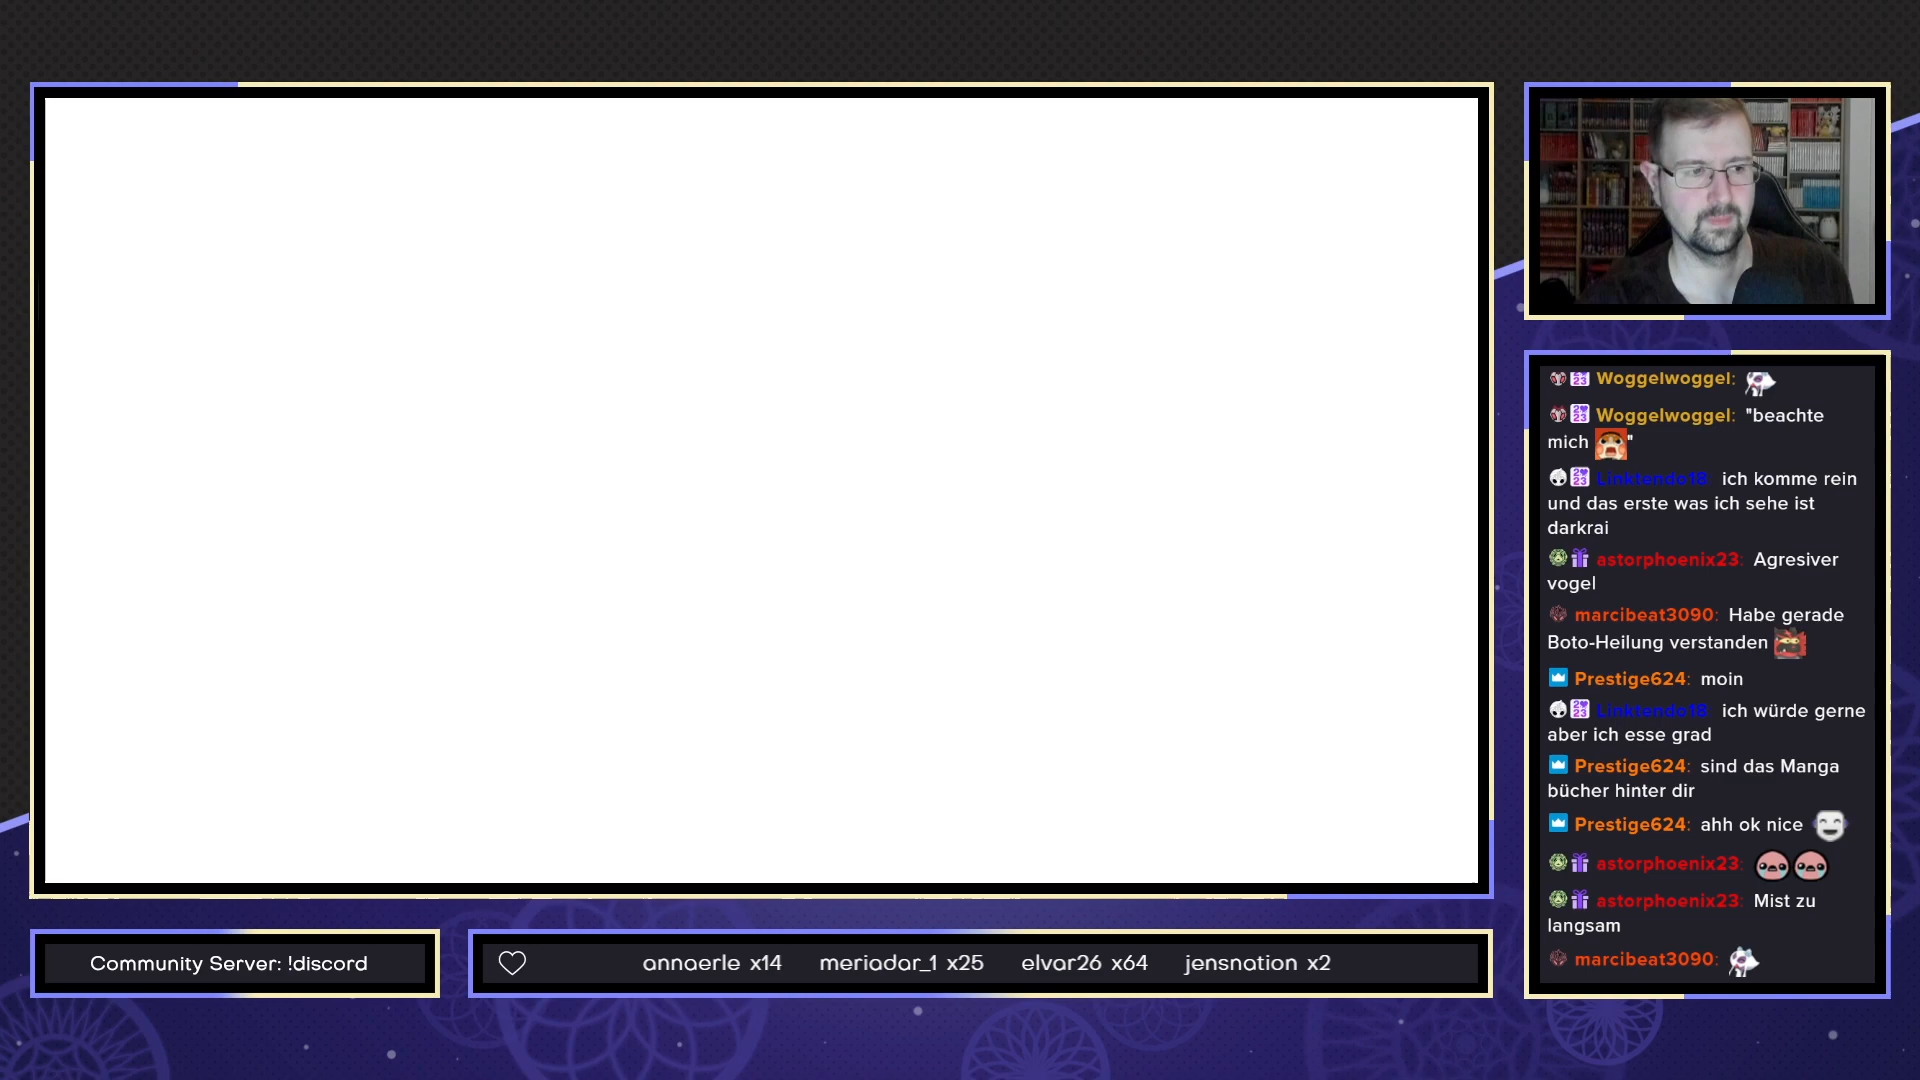 Woggelwoggel:
Woggelwoggel: "beachte
mich "
Linktendo18: ich komme rein
und das erste was ich sehe ist
darkrai
astorphoenix23: Agresiver
vogel
marcibeat3090: Habe gerade
Boto-Heilung verstanden
Prestige624: moin
Linktendo18: ich würde gerne
aber ich esse grad
Prestige624: sind das Manga
bücher hinter dir
Prestige624: ahh ok nice
astorphoenix23:
astorphoenix23: Mist zu
langsam
marcibeat3090:
Community Server: !discord
annaerle x14 meriadar_1 x25 elvar26 x64 jensnation x2